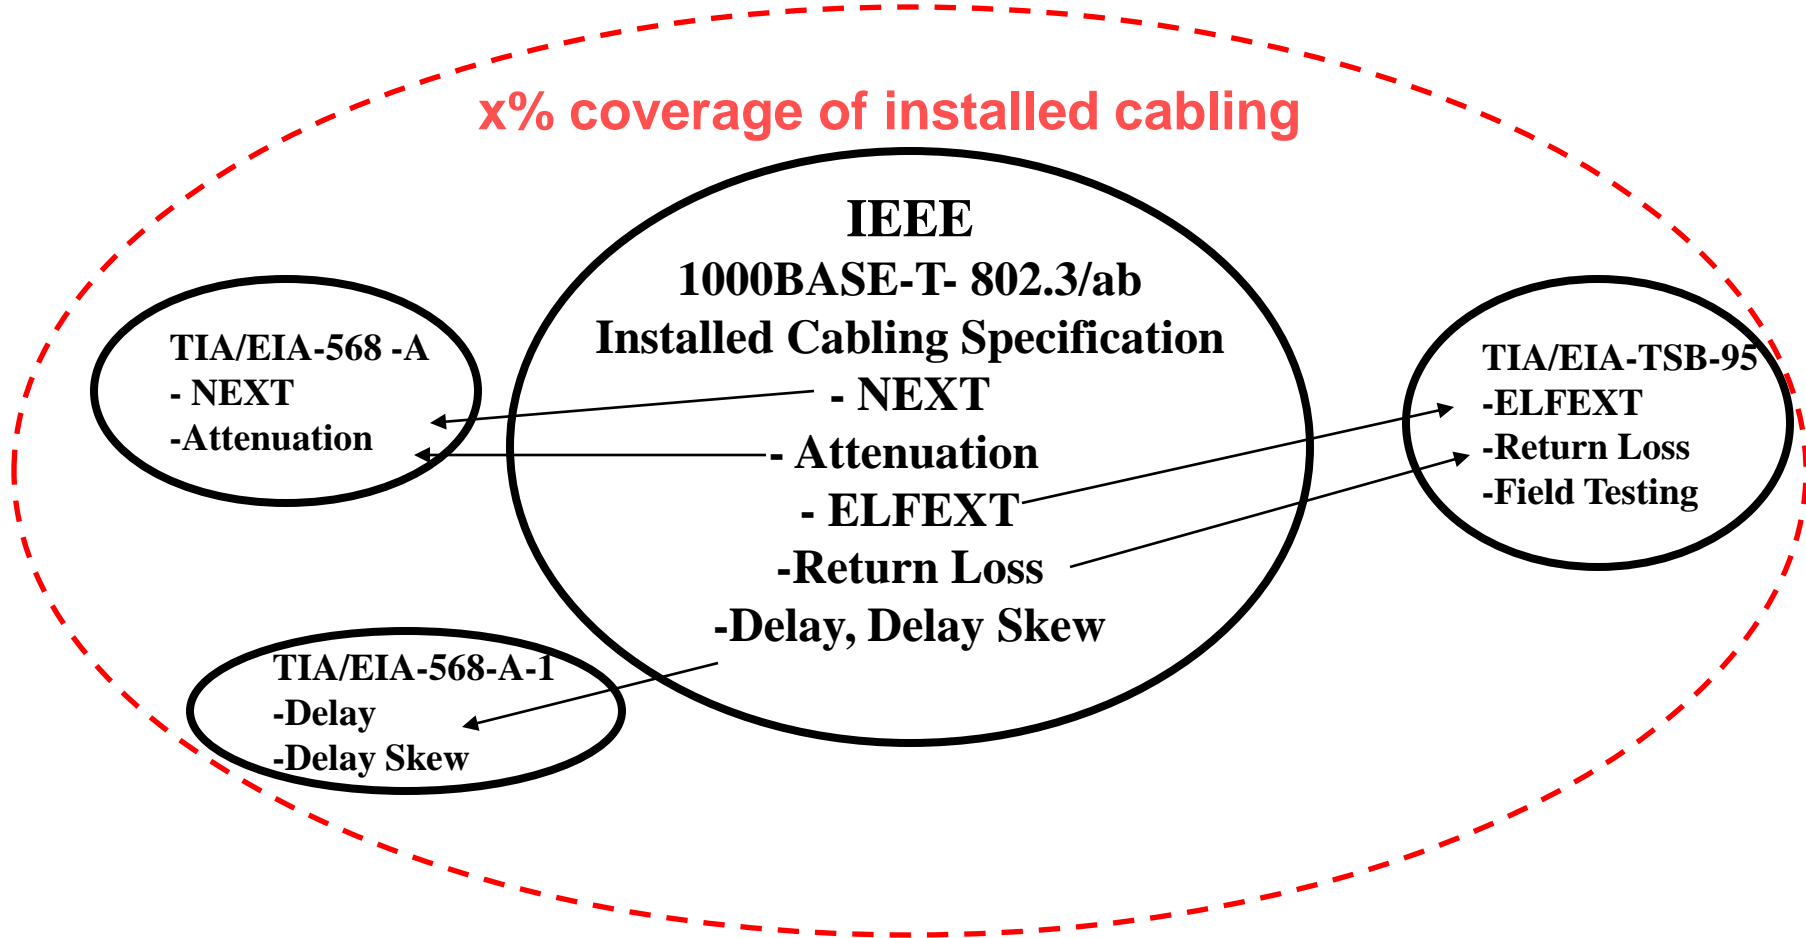 x% coverage of installed cabling
IEEE
1000BASE-T- 802.3/ab
Installed Cabling Specification
- NEXT
- Attenuation
- ELFEXT
-Return Loss
-Delay, Delay Skew
TIA/EIA-568 -A
- NEXT
-Attenuation
TIA/EIA-568-A-1
-Delay
-Delay Skew
TIA/EIA-TSB-95
-ELFEXT
-Return Loss
-Field Testing